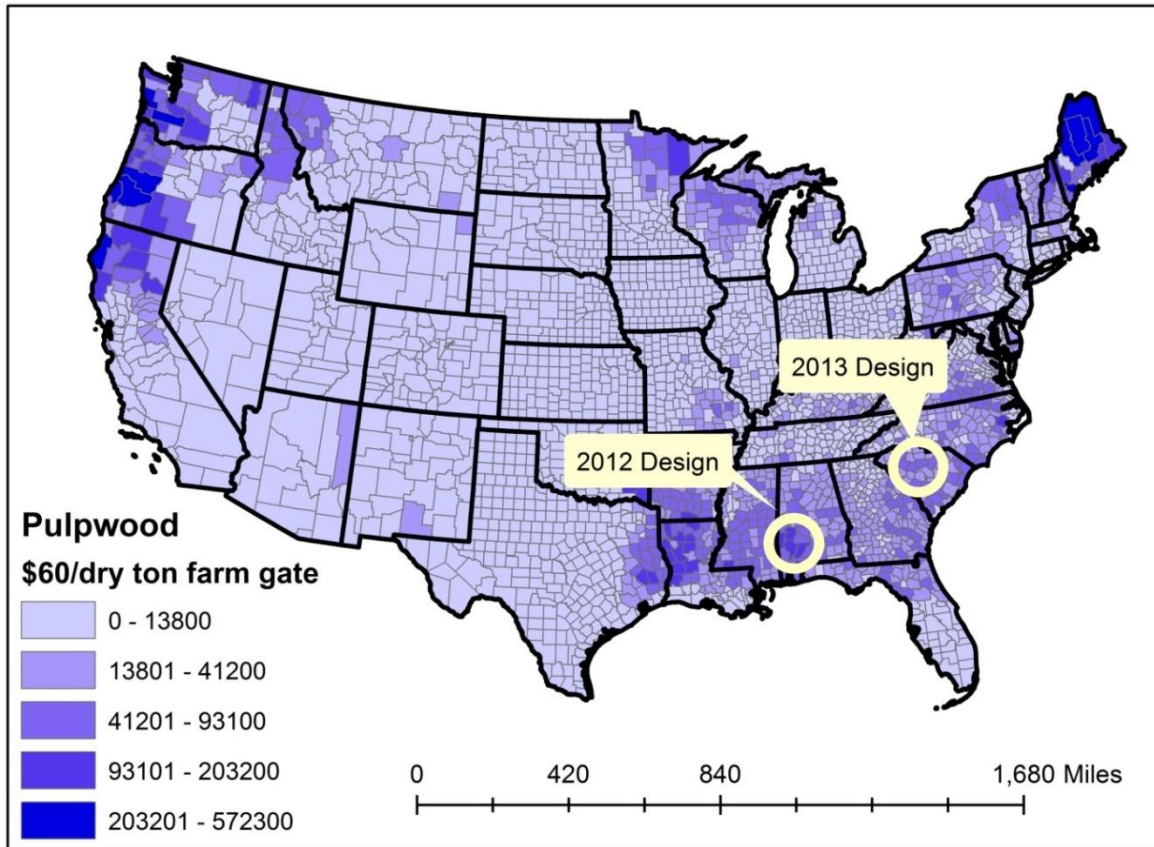 2013 Design
2012 Design
Pulpwood
$60/dry ton farm gate
0 - 13800
13801 - 41200
41201 - 93100
93101 - 203200
203201 - 572300
0 420 840 1,680 Miles